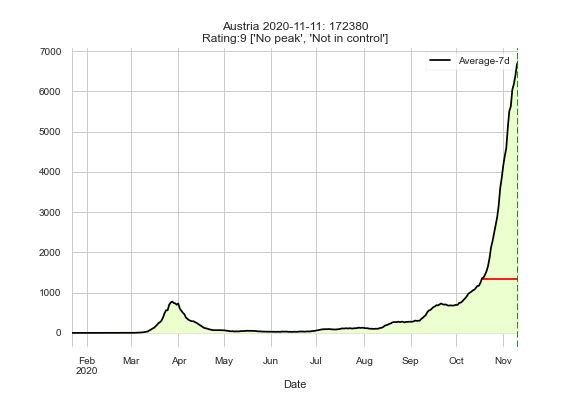 Austria 2020-11-11: 172380
Rating:9 ['No peak', 'Not in control']
Average-7d
7000
6000
5000
4000
3000
2000
1000
0
Feb Mar Apr May Jun Jul Aug Sep Oct Nov
2020
Date